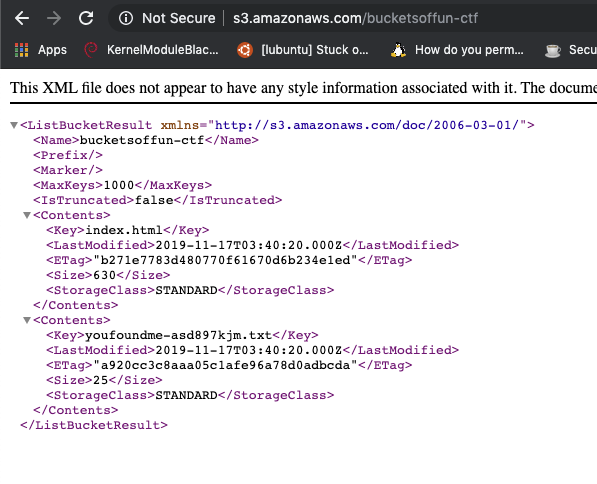 Not Secure | s3.amazonaws.com/bucketsoffun-ctf
Apps KernelModuleBlac... [lubuntu] Stuck o... How do you perm... Secu
This XML file does not appear to have any style information associated with it. The docume
▼<ListBucketResult xmlns="http://s3.amazonaws.com/doc/2006-03-01/">
<Name>bucketsoffun-ctf</Name>
<Prefix/>
<Marker/>
<MaxKeys>1000</MaxKeys>
<IsTruncated>false</IsTruncated>
▼<Contents>
<Key>index.html</Key>
<LastModified>2019-11-17T03:40:20.000Z</LastModified>
<ETag>"b271e7783d480770f61670d6b234e1ed"</ETag>
<Size>630</Size>
<StorageClass>STANDARD</StorageClass>
</Contents>
▼<Contents>
<Key>youfoundme-asd897kjm.txt</Key>
<LastModified>2019-11-17T03:40:20.000Z</LastModified>
<ETag>"a920cc3c8aaa05c1afe96a78d0adbcda"</ETag>
<Size>25</Size>
<StorageClass>STANDARD</StorageClass>
</Contents>
</ListBucketResult>